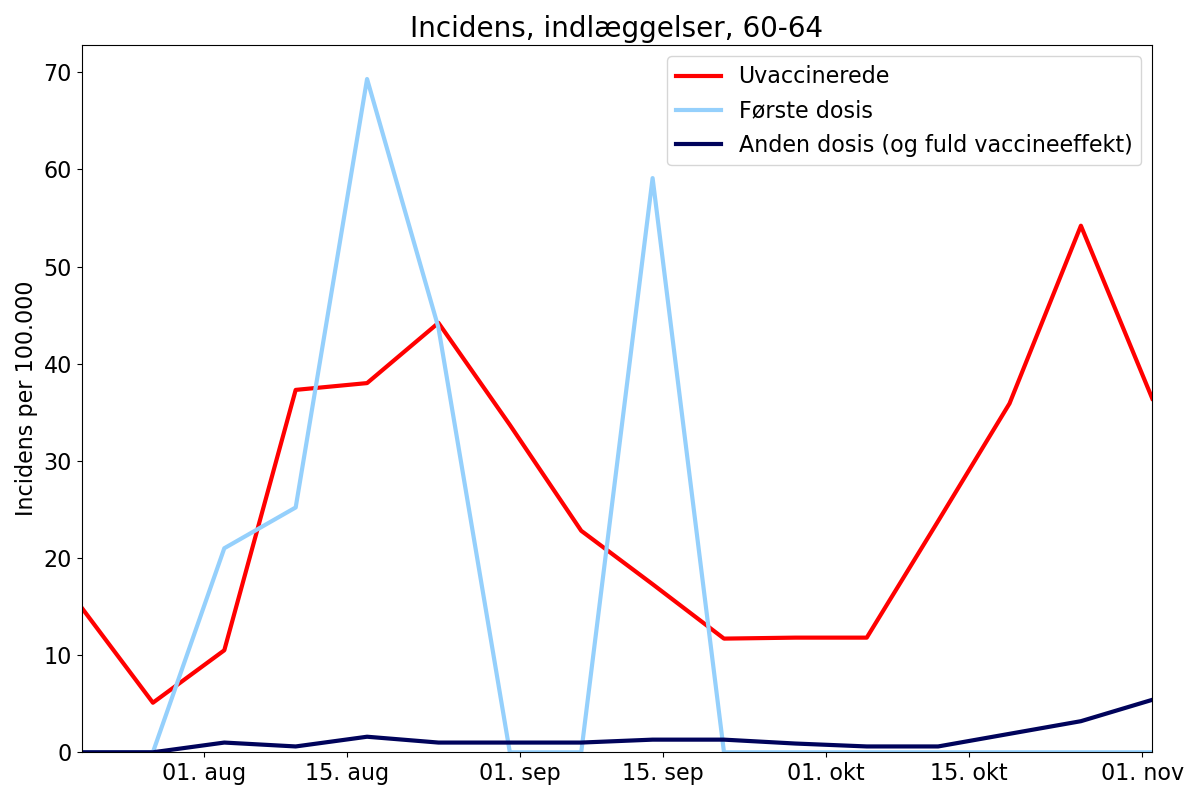 Incidens, indlæggelser, 60-64
Uvaccinerede
Første dosis
Anden dosis (og fuld vaccineeffekt)
Incidens per 100.000
70
60
50
40
30
20
10
0
01. aug 15. aug 01. sep 15. sep 01. okt 15. okt 01. nov